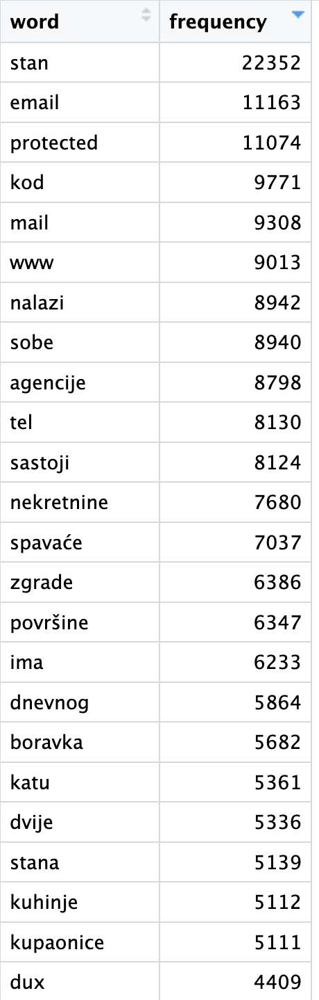 word frequency
stan 22352
email 11163
protected 11074
kod 9771
mail 9308
www 9013
nalazi 8942
sobe 8940
agencije 8798
tel 8130
sastoji 8124
nekretnine 7680
spavaće 7037
zgrade 6386
površine 6347
ima 6233
dnevnog 5864
boravka 5682
katu 5361
dvije 5336
stana 5139
kuhinje 5112
kupaonice 5111
dux 4409